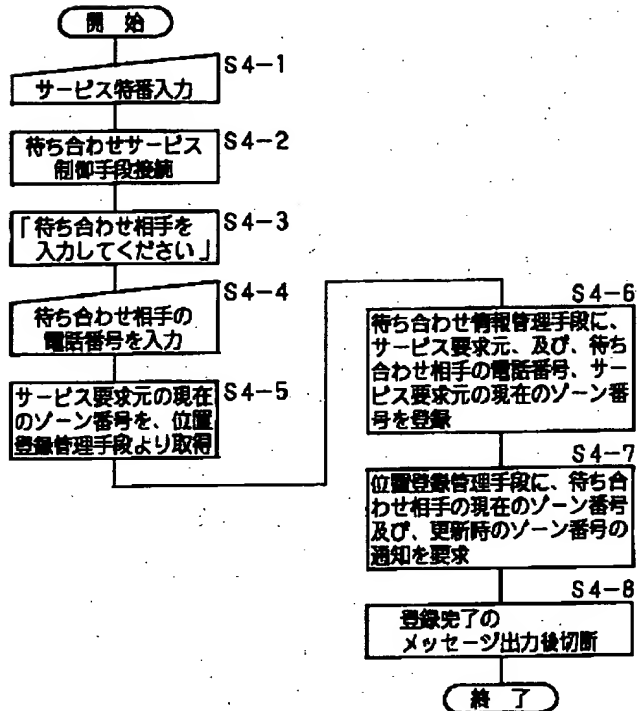 開 始
S4-1
サービス特番入力
S4-2
待ち合わせサービス
制御手段接続
S4-3
「待ち合わせ相手を
入力してください」
S4-4
待ち合わせ相手の
電話番号を入力
S4-5
サービス要求元の現在
のゾーン番号を、位置
登録管理手段より取得
S4-6
待ち合わせ情報管理手段に、
サービス要求元、及び、待ち
合わせ相手の電話番号、サー
ビス要求元の現在のゾーン番
号を登録
S4-7
位置登録管理手段に、待ち合
わせ相手の現在のゾーン番号
及び、更新時のゾーン番号の
通知を要求
S4-8
登録完了の
メッセージ出力後切断
終 了